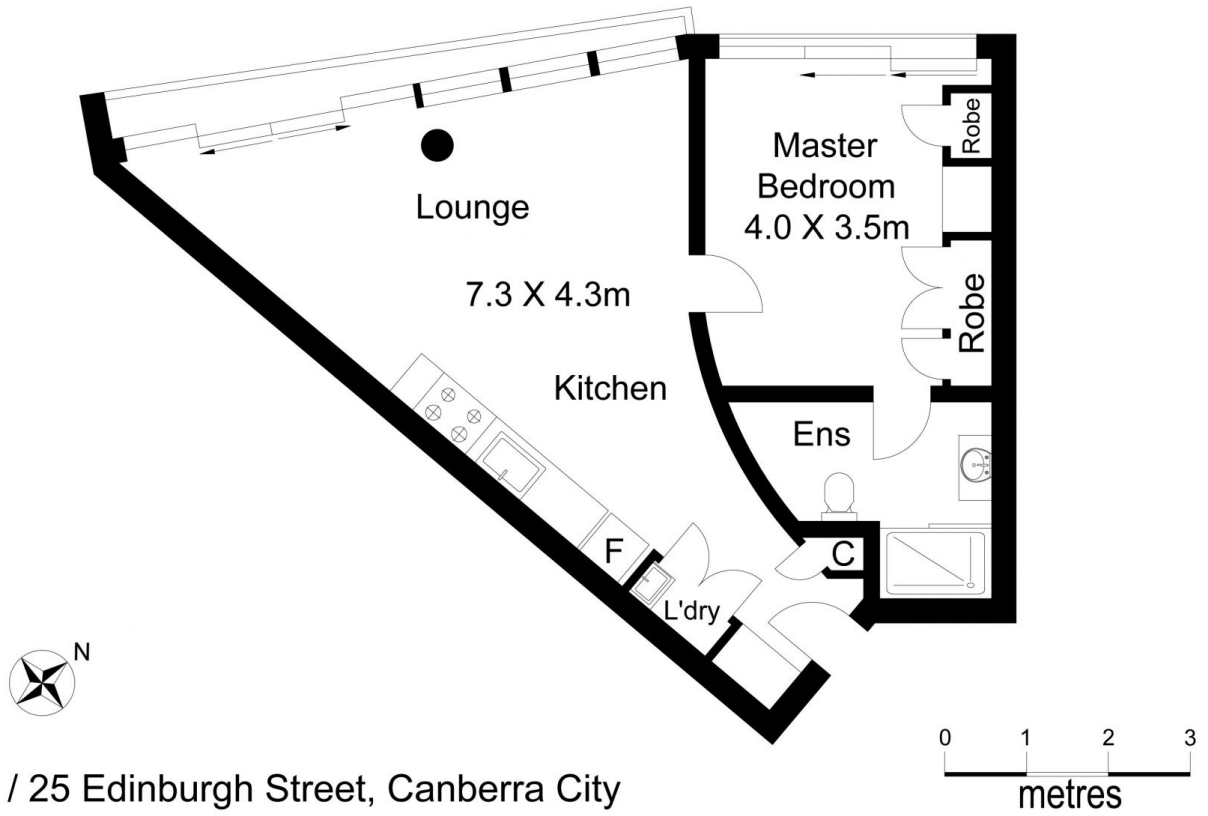 Master
Bedroom
4.0 X 3.5m
Robe
Robe
Lounge
7.3 X 4.3m
Kitchen
Ens
F
L'dry
C
N
/ 25 Edinburgh Street, Canberra City
0 1 2 3
metres